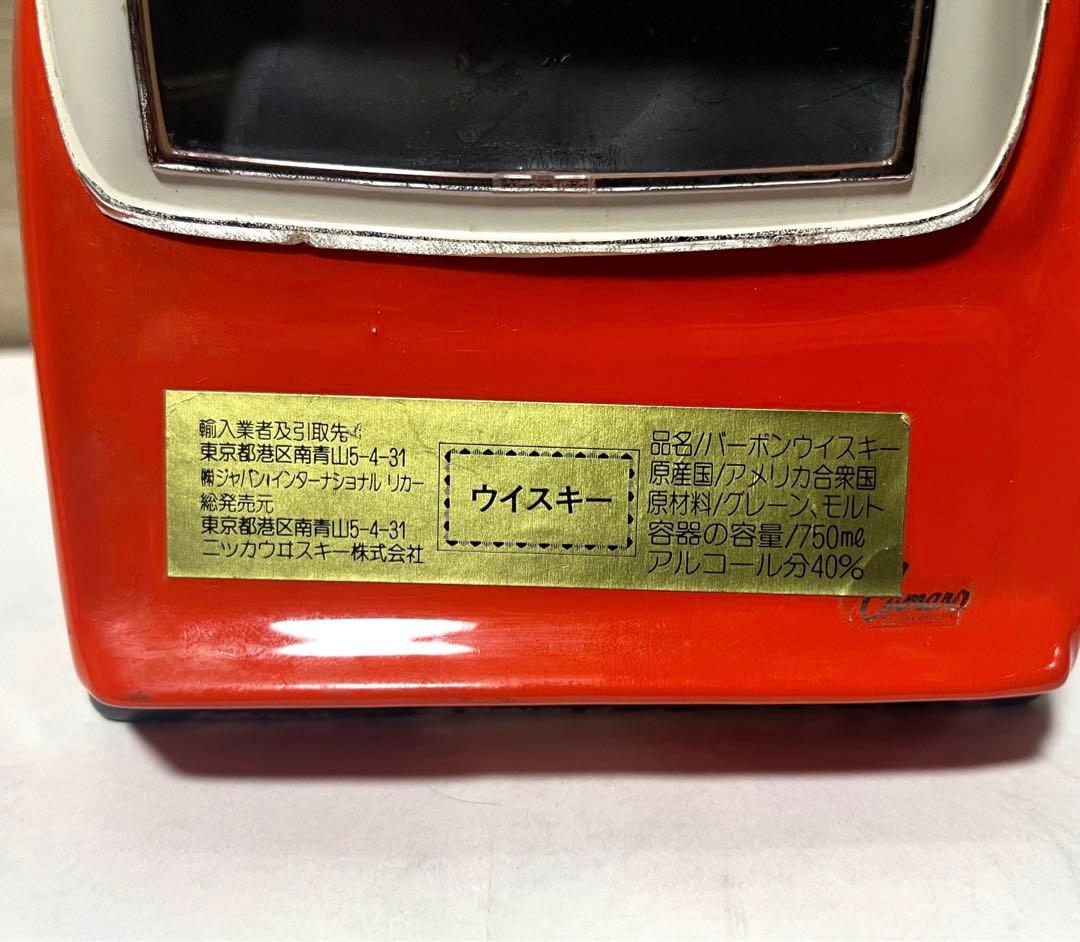 輸入業者及引取先
東京都港区南青山5-4-31
㈱ジャパン・インターナショナル リカー
総発売元
東京都港区南青山5-4-31
ニッカウヰスキー株式会社
ウイスキー
品名//バーボンウイスキー
原産国/アメリカ合衆国
原材料/グレーン、モルト
容器の容量/750mℓ
アルコール分40%
Camaro